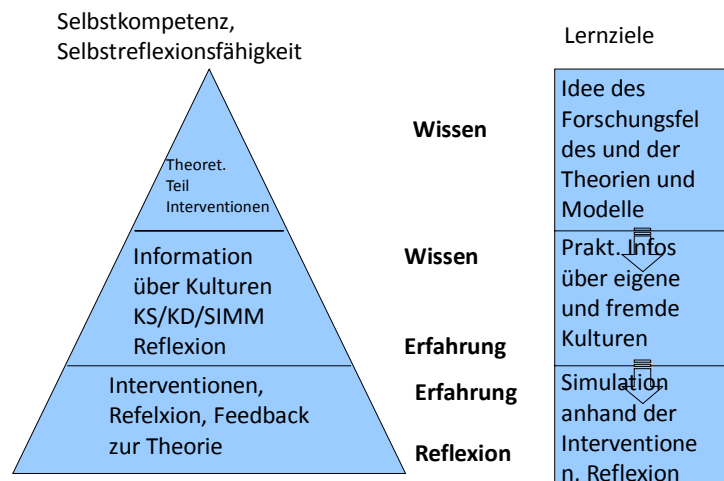 Selbstkompetenz,
Selbstreflexionsfähigkeit
Theoret.
Teil
Interventionen
Information
über Kulturen
KS/KD/SIMM
Reflexion
Interventionen,
Refelxion, Feedback
zur Theorie
Wissen
Wissen
Erfahrung
Erfahrung
Reflexion
Lernziele
Idee des
Forschungsfel
des und der
Theorien und
Modelle
Prakt. Infos
über eigene
und fremde
Kulturen
Simulation
anhand der
Interventione
n, Reflexion